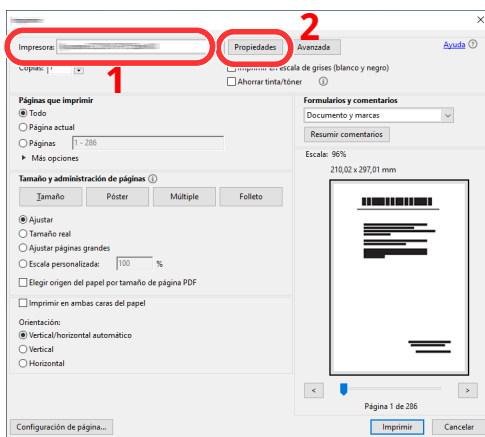 2
Impresora:
Propiedades
Avanzada
Ayuda
1
Copias: 1
Imprimir en escala de grises (blanco y negro)
Ahorrar tinta/tóner
Páginas que imprimir
Todo
Página actual
Páginas 1 - 286
Más opciones
Formularios y comentarios
Documento y marcas
Resumir comentarios
Escala: 96%
210,02 x 297,01 mm
Tamaño y administración de páginas
Tamaño Póster Múltiple Folleto
Ajustar
Tamaño real
Ajustar páginas grandes
Escala personalizada: 100 %
Elegir origen del papel por tamaño de página PDF
Imprimir en ambas caras del papel
Orientación:
Vertical/horizontal automático
Vertical
Horizontal
< >
Página 1 de 286
Configuración de página...
Imprimir
Cancelar